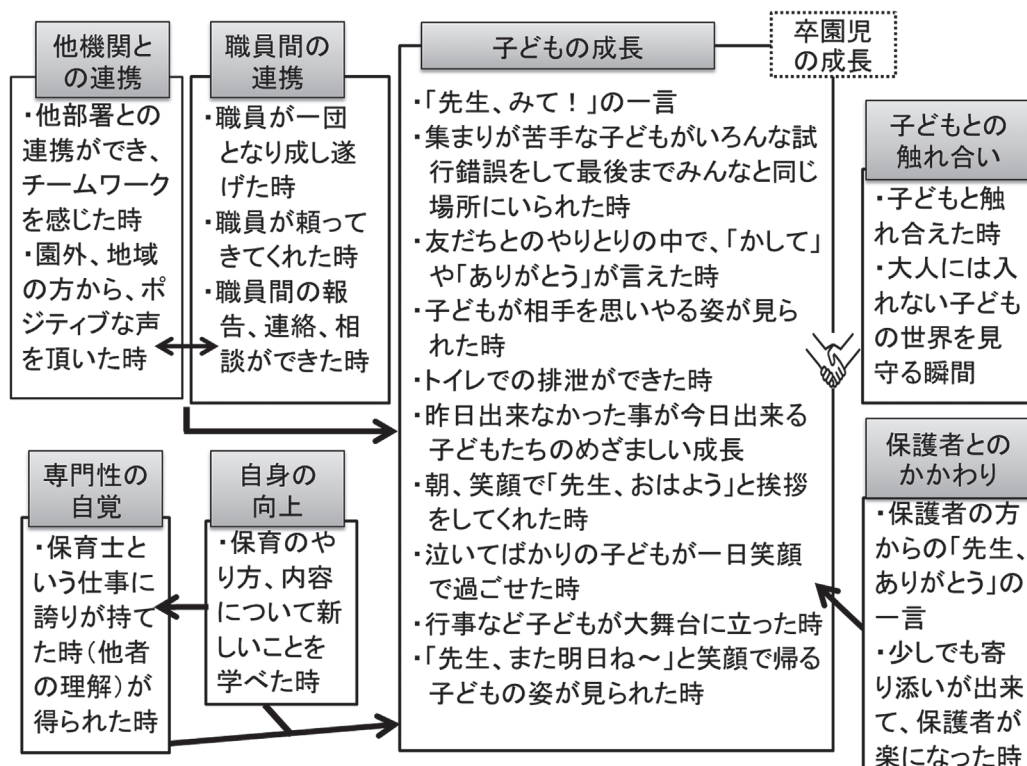 他機関と
の連携
・他部署との
連携ができ、
チームワーク
を感じた時
・園外、地域
の方から、ポ
ジティブな声
を頂いた時
職員間の
連携
・職員が一団
となり成し遂
げた時
・職員が頼って
きてくれた時
・職員間の報
告、連絡、相
談ができた時
子どもの成長
卒園児
の成長
・「先生、みて！」の一言
・集まりが苦手な子どもがいろんな試
行錯誤をして最後までみんなと同じ
場所にいられた時
・友だちとのやりとりの中で、「かして」
や「ありがとう」が言えた時
・子どもが相手を思いやる姿が見ら
れた時
・トイレでの排泄ができた時
・昨日出来なかった事が今日出来る
子どもたちのめざましい成長
・朝、笑顔で「先生、おはよう」と挨拶
をしてくれた時
・泣いてばかりの子どもが一日笑顔
で過ごせた時
・行事など子どもが大舞台に立った時
・「先生、また明日ね～」と笑顔で帰る
子どもの姿が見られた時
子どもとの
触れ合い
・子どもと触
れ合えた時
・大人には入
れない子ども
の世界を見
守る瞬間
専門性の
自覚
・保育士と
いう仕事に
誇りが持て
た時（他者
の理解）が
得られた時
自身の
向上
・保育のや
り方、内容
について新
しいことを
学べた時
保護者との
かかわり
・保護者の方
からの「先生、
ありがとう」の
一言
・少しでも寄
り添いが出来
て、保護者が
楽になった時